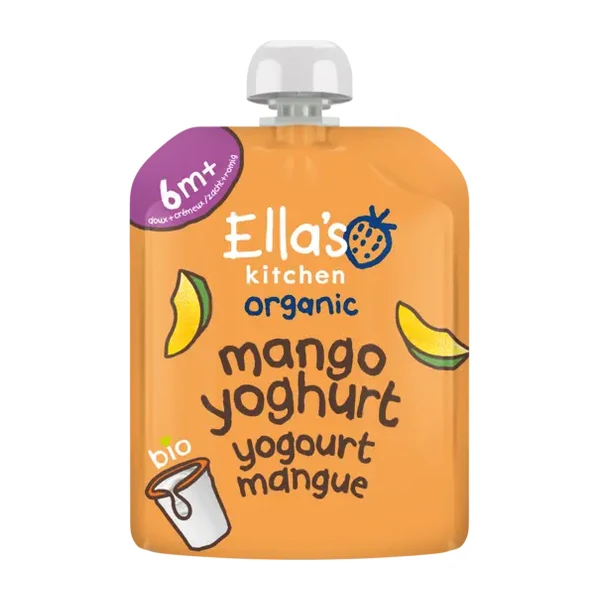 6m+
doux+crémeux/zacht+romig
Ella's
kitchen
organic
mango
yoghurt
yogourt
mangue
bio